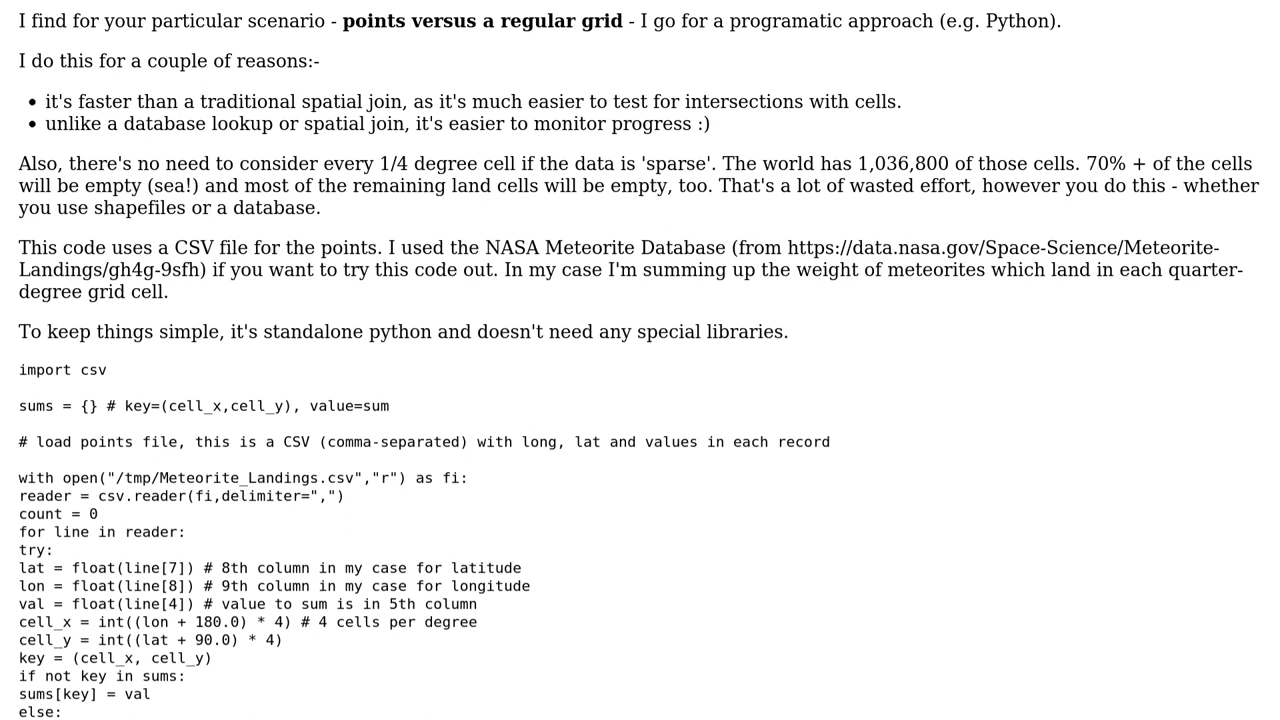 I find for your particular scenario - points versus a regular grid - I go for a programatic approach (e.g. Python).
I do this for a couple of reasons:-
• it's faster than a traditional spatial join, as it's much easier to test for intersections with cells.
• unlike a database lookup or spatial join, it's easier to monitor progress :)
Also, there's no need to consider every 1/4 degree cell if the data is 'sparse'. The world has 1,036,800 of those cells. 70% + of the cells
will be empty (sea!) and most of the remaining land cells will be empty, too. That's a lot of wasted effort, however you do this - whether
you use shapefiles or a database.
This code uses a CSV file for the points. I used the NASA Meteorite Database (from https://data.nasa.gov/Space-Science/Meteorite-
Landings/gh4g-9sfh) if you want to try this code out. In my case I'm summing up the weight of meteorites which land in each quarter-
degree grid cell.
To keep things simple, it's standalone python and doesn't need any special libraries.
import csv
sums = {} # key=(cell_x,cell_y), value=sum
# load points file, this is a CSV (comma-separated) with long, lat and values in each record
with open("/tmp/Meteorite_Landings.csv","r") as fi:
reader = csv.reader(fi,delimiter=",")
count = 0
for line in reader:
try:
lat = float(line[7]) # 8th column in my case for latitude
lon = float(line[8]) # 9th column in my case for longitude
val = float(line[4]) # value to sum is in 5th column
cell_x = int((lon + 180.0) * 4) # 4 cells per degree
cell_y = int((lat + 90.0) * 4)
key = (cell_x, cell_y)
if not key in sums:
sums[key] = val
else: